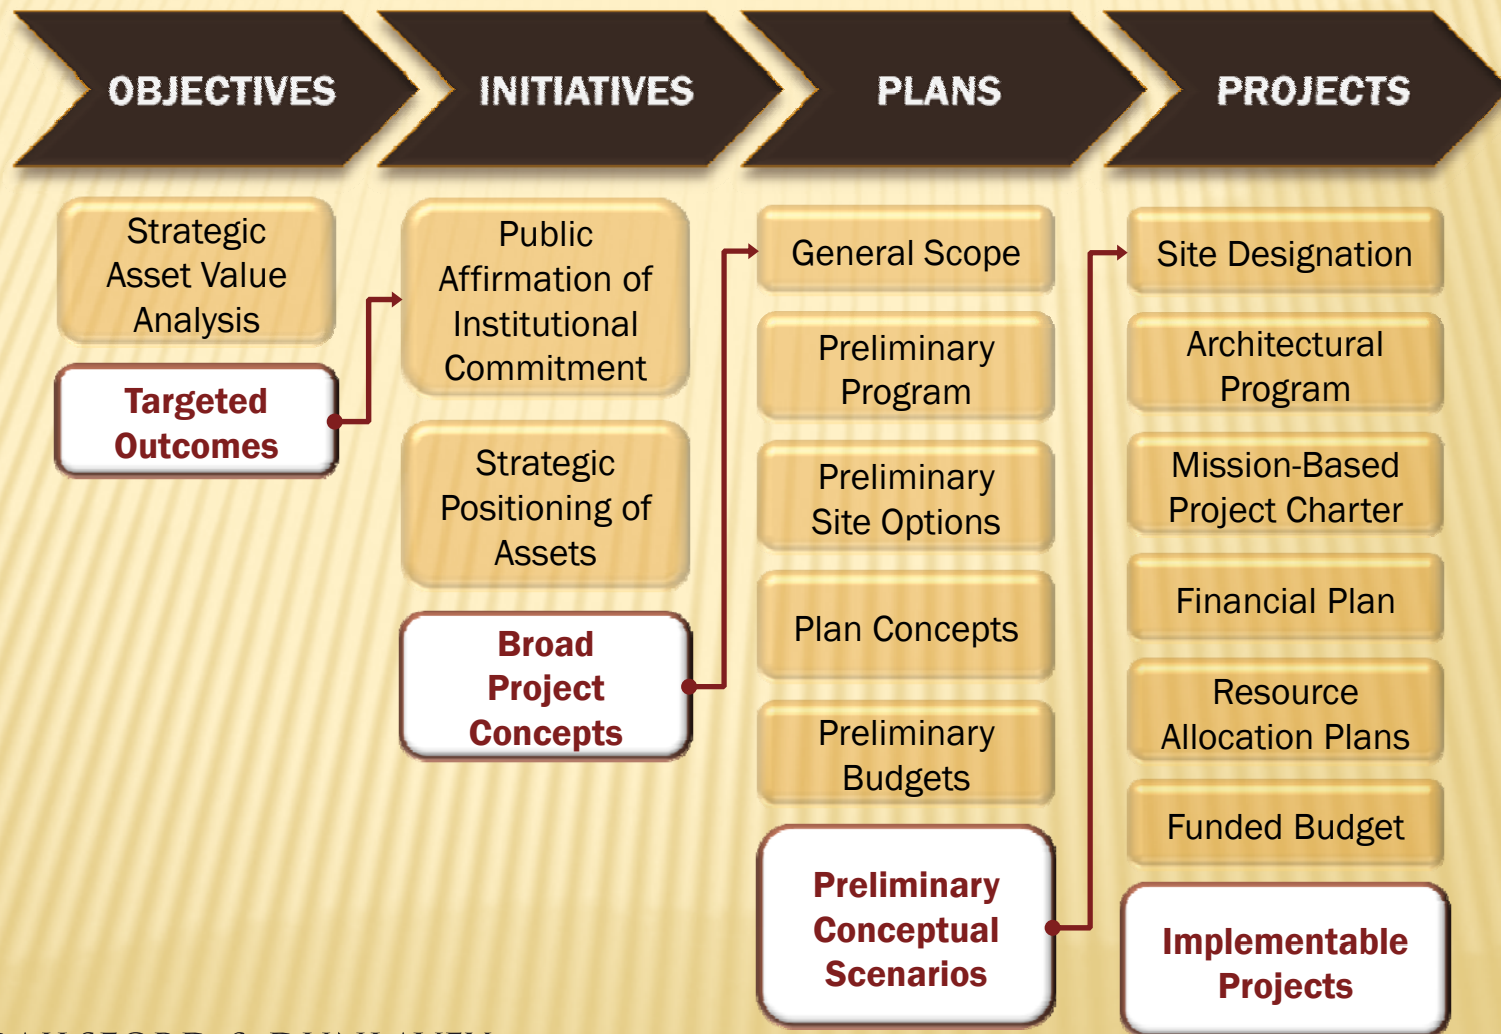 OBJECTIVES
INITIATIVES
PLANS
PROJECTS
Strategic
Asset Value
Analysis
Targeted
Outcomes
Public
Affirmation of
Institutional
Commitment
Strategic
Positioning of
Assets
Broad
Project
Concepts
General Scope
Preliminary
Program
Preliminary
Site Options
Plan Concepts
Preliminary
Budgets
Preliminary
Conceptual
Scenarios
Site Designation
Architectural
Program
Mission-Based
Project Charter
Financial Plan
Resource
Allocation Plans
Funded Budget
Implementable
Projects